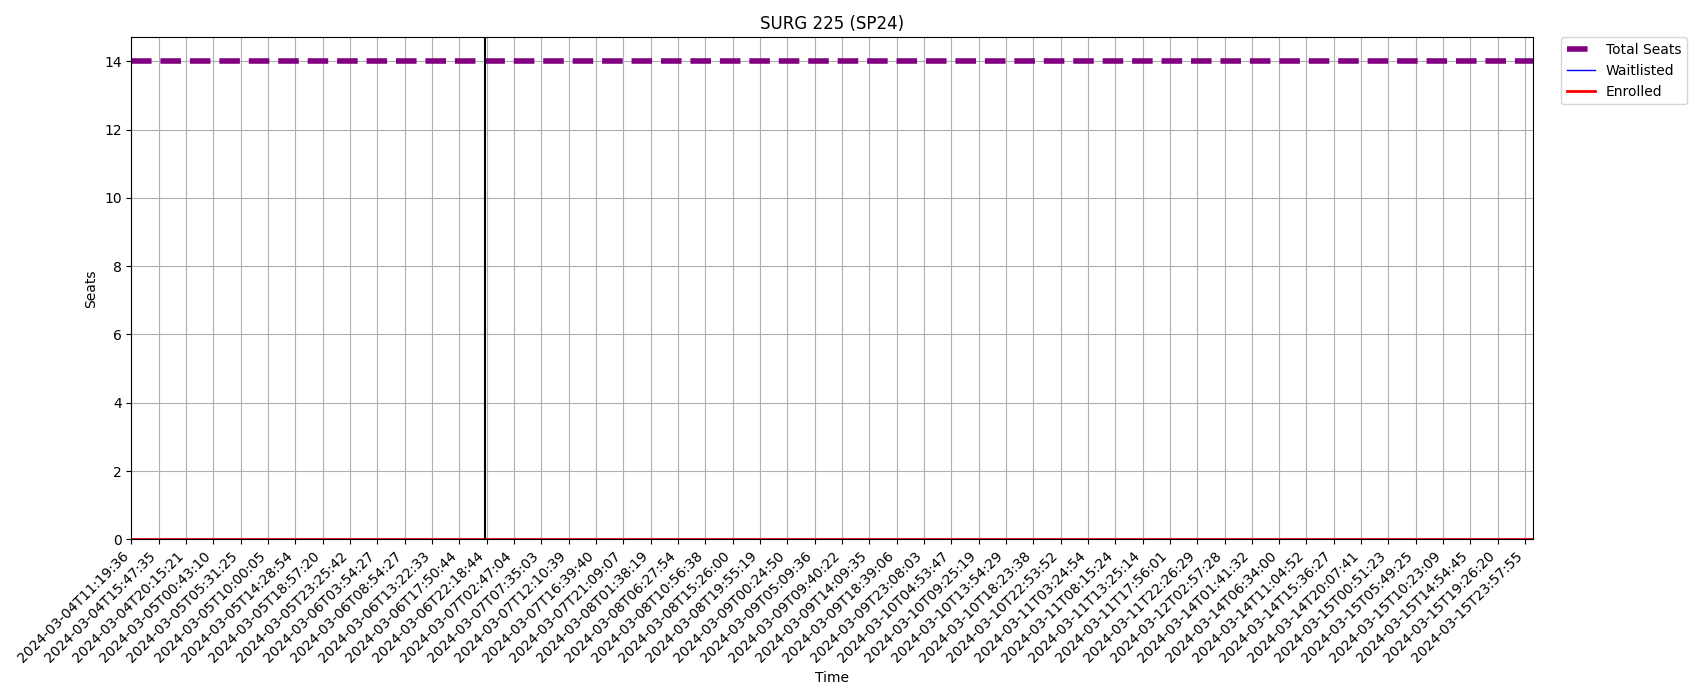 SURG 225 (SP24)
Total Seats
Waitlisted
Enrolled
14
12
10
8
6
4
2
0
Seats
2024-03-04T11:19:36
2024-03-04T15:47:35
2024-03-04T20:15:21
2024-03-05T00:43:10
2024-03-05T05:31:25
2024-03-05T10:00:05
2024-03-05T14:28:54
2024-03-05T18:57:20
2024-03-05T23:25:42
2024-03-06T03:54:27
2024-03-06T08:54:27
2024-03-06T13:22:33
2024-03-06T17:50:44
2024-03-06T22:18:44
2024-03-07T02:47:04
2024-03-07T07:35:03
2024-03-07T12:10:39
2024-03-07T16:39:40
2024-03-07T21:09:07
2024-03-08T01:38:19
2024-03-08T06:27:54
2024-03-08T10:56:38
2024-03-08T15:26:00
2024-03-08T19:55:19
2024-03-09T00:24:50
2024-03-09T05:09:36
2024-03-09T09:40:22
2024-03-09T14:09:35
2024-03-09T18:39:06
2024-03-09T23:08:03
2024-03-10T04:53:47
2024-03-10T09:25:19
2024-03-10T13:54:29
2024-03-10T18:23:38
2024-03-10T22:53:52
2024-03-11T03:24:54
2024-03-11T08:15:24
2024-03-11T13:25:14
2024-03-11T17:56:01
2024-03-11T22:26:29
2024-03-12T02:57:28
2024-03-14T01:41:32
2024-03-14T06:34:00
2024-03-14T11:04:52
2024-03-14T15:36:27
2024-03-14T20:07:41
2024-03-15T00:51:23
2024-03-15T05:49:25
2024-03-15T10:23:09
2024-03-15T14:54:45
2024-03-15T19:26:20
2024-03-15T23:57:55
Time